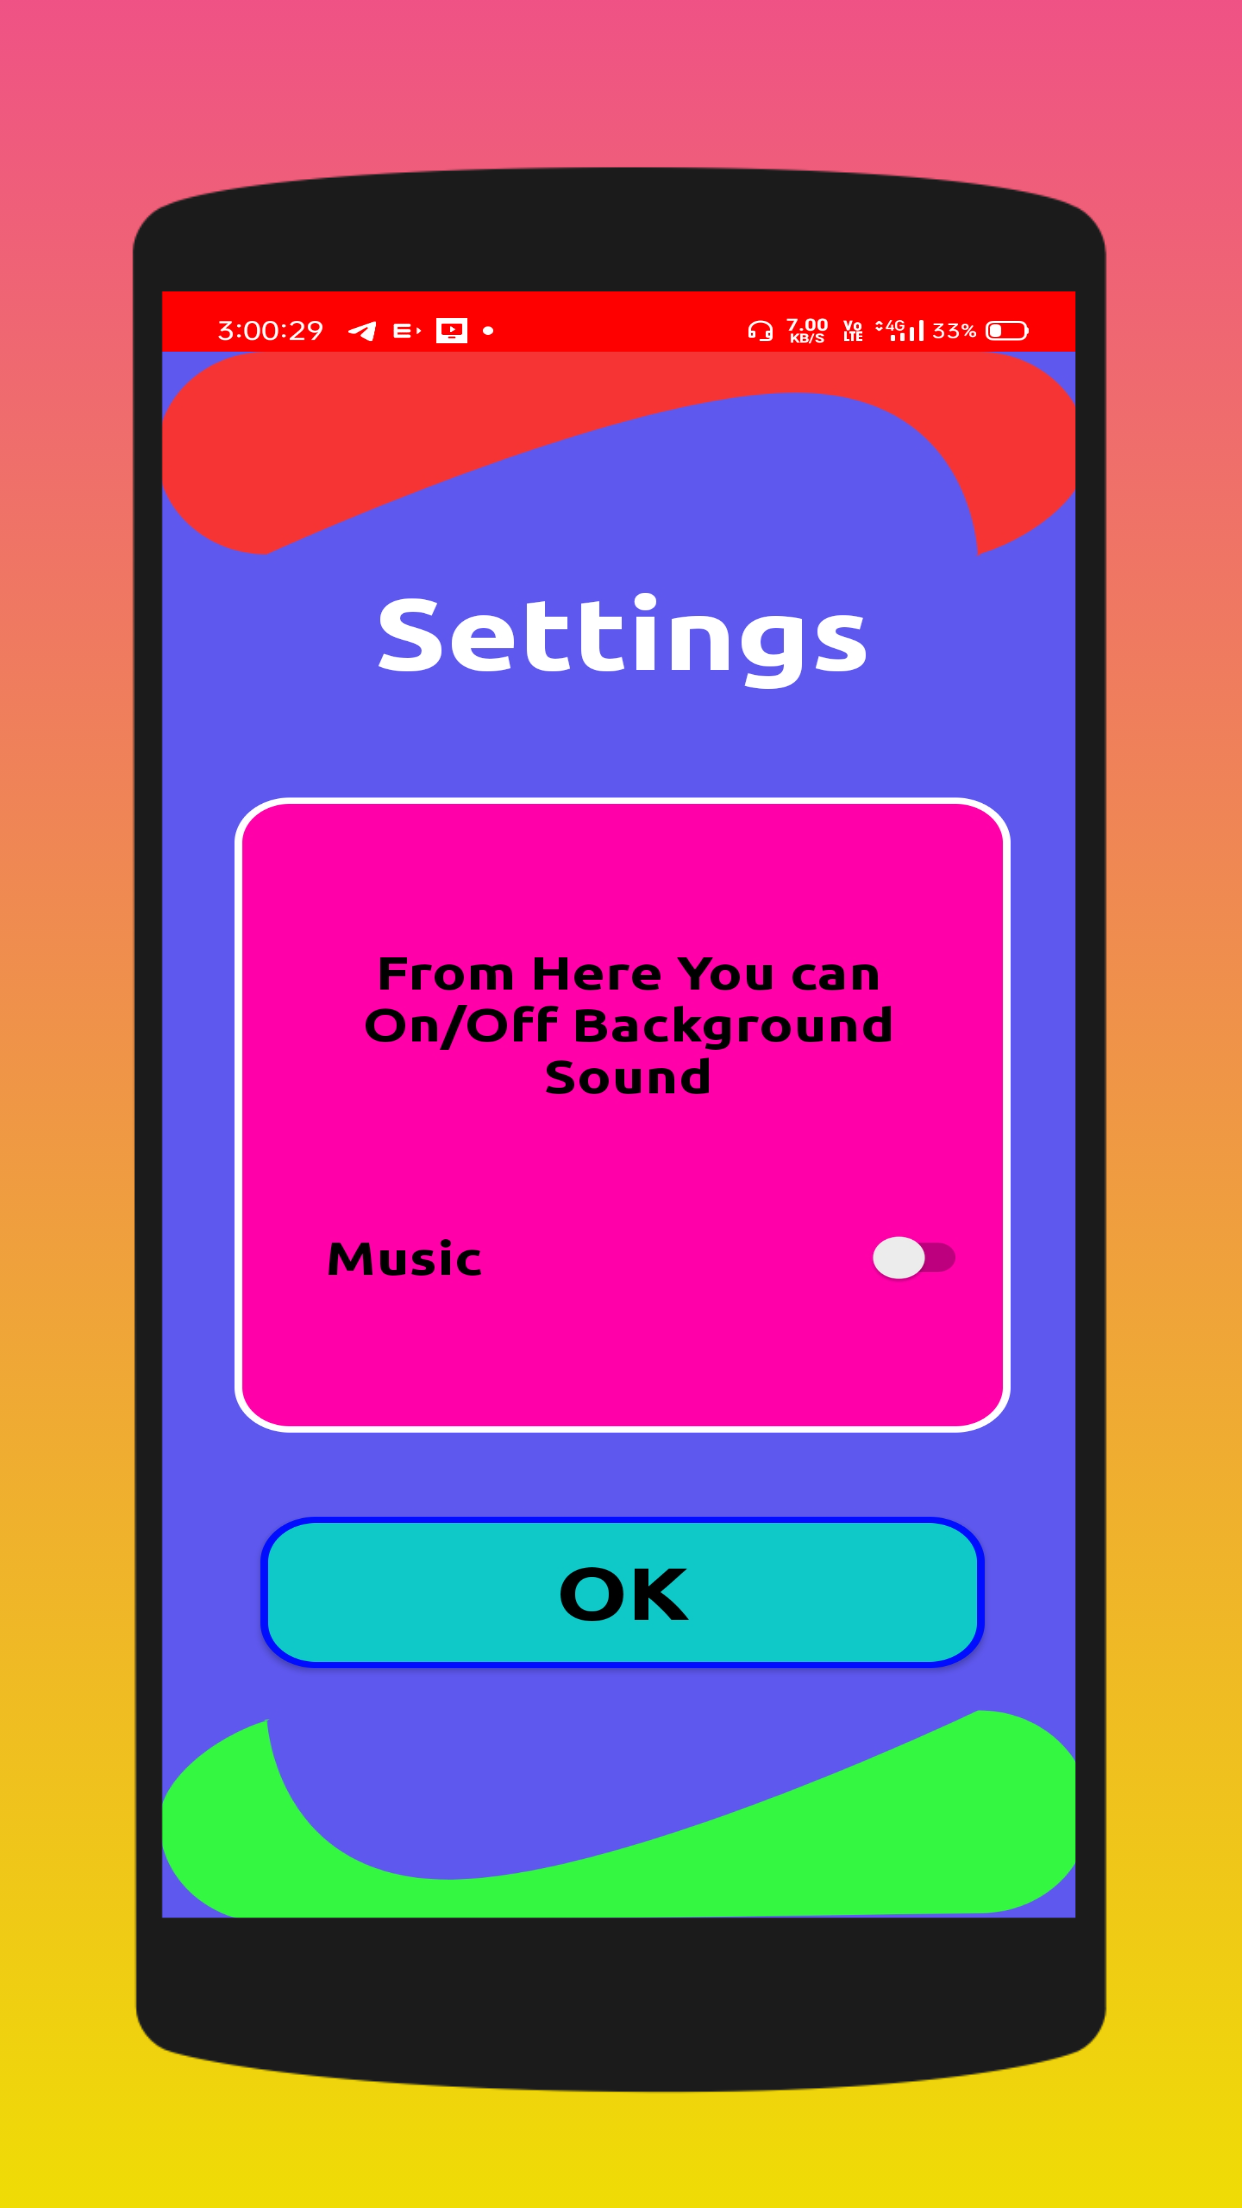 3:00:29 7.00 KB/S Vo LTE 4G 33%
Settings
From Here You can
On/Off Background
Sound
Music
OK